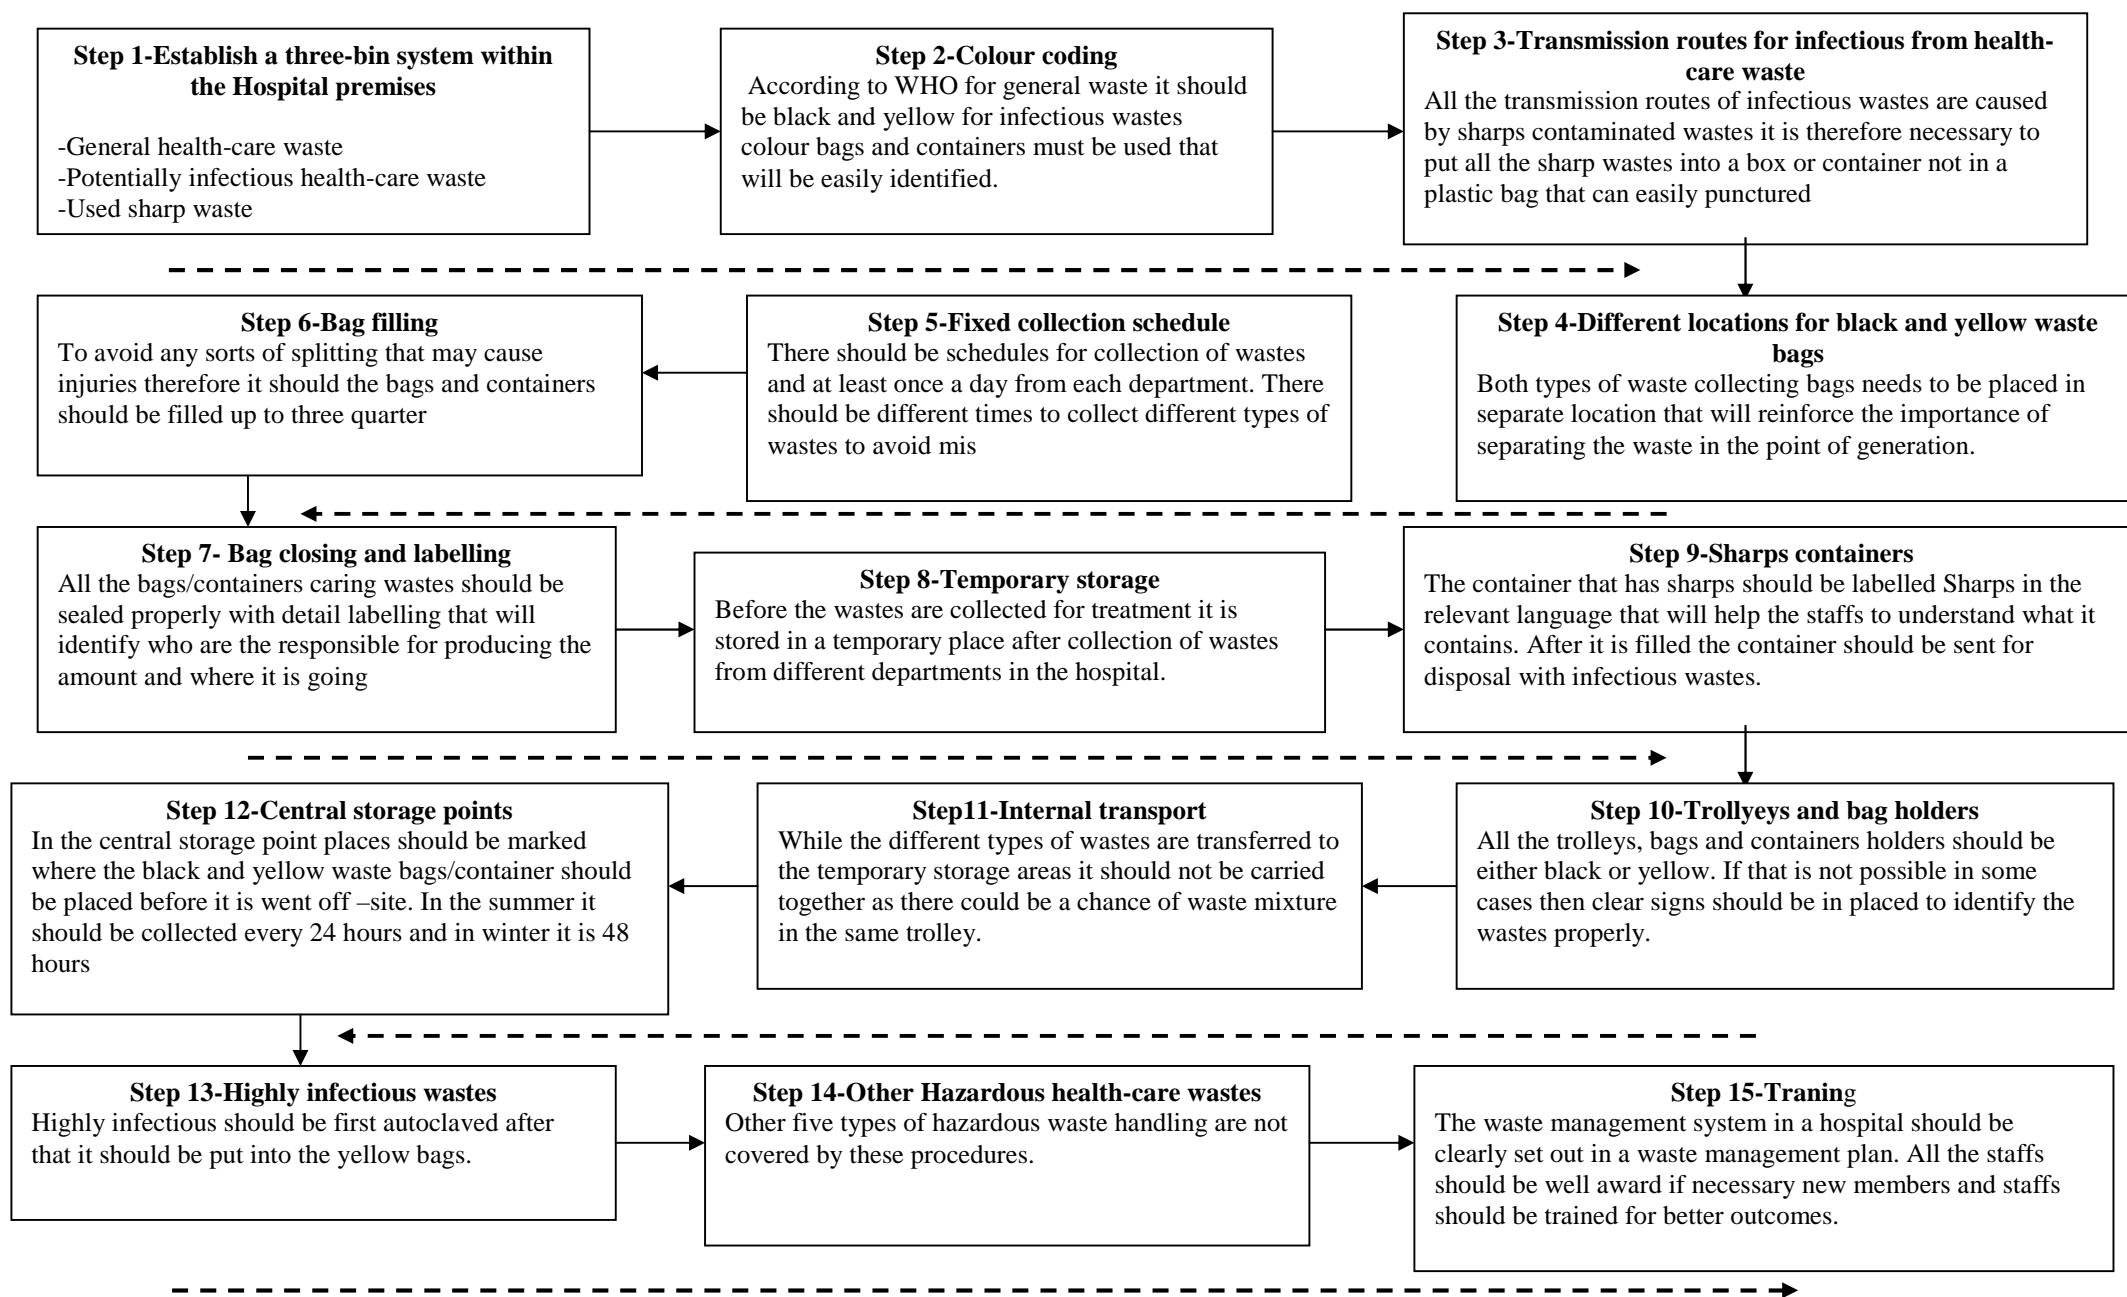 Step 1-Establish a three-bin system within
the Hospital premises
-General health-care waste
-Potentially infectious health-care waste
-Used sharp waste
Step 2-Colour coding
According to WHO for general waste it should
be black and yellow for infectious wastes
colour bags and containers must be used that
will be easily identified.
Step 3-Transmission routes for infectious from health-
care waste
All the transmission routes of infectious wastes are caused
by sharps contaminated wastes it is therefore necessary to
put all the sharp wastes into a box or container not in a
plastic bag that can easily punctured
Step 4-Different locations for black and yellow waste
bags
Both types of waste collecting bags needs to be placed in
separate location that will reinforce the importance of
separating the waste in the point of generation.
Step 5-Fixed collection schedule
There should be schedules for collection of wastes
and at least once a day from each department. There
should be different times to collect different types of
wastes to avoid mis
Step 6-Bag filling
To avoid any sorts of splitting that may cause
injuries therefore it should the bags and containers
should be filled up to three quarter
Step 7- Bag closing and labelling
All the bags/containers caring wastes should be
sealed properly with detail labelling that will
identify who are the responsible for producing the
amount and where it is going
Step 8-Temporary storage
Before the wastes are collected for treatment it is
stored in a temporary place after collection of wastes
from different departments in the hospital.
Step 9-Sharps containers
The container that has sharps should be labelled Sharps in the
relevant language that will help the staffs to understand what it
contains. After it is filled the container should be sent for
disposal with infectious wastes.
Step 10-Trollyeys and bag holders
All the trolleys, bags and containers holders should be
either black or yellow. If that is not possible in some
cases then clear signs should be in placed to identify the
wastes properly.
Step11-Internal transport
While the different types of wastes are transferred to
the temporary storage areas it should not be carried
together as there could be a chance of waste mixture
in the same trolley.
Step 12-Central storage points
In the central storage point places should be marked
where the black and yellow waste bags/container should
be placed before it is went off –site. In the summer it
should be collected every 24 hours and in winter it is 48
hours
Step 13-Highly infectious wastes
Highly infectious should be first autoclaved after
that it should be put into the yellow bags.
Step 14-Other Hazardous health-care wastes
Other five types of hazardous waste handling are not
covered by these procedures.
Step 15-Traning
The waste management system in a hospital should be
clearly set out in a waste management plan. All the staffs
should be well award if necessary new members and staffs
should be trained for better outcomes.